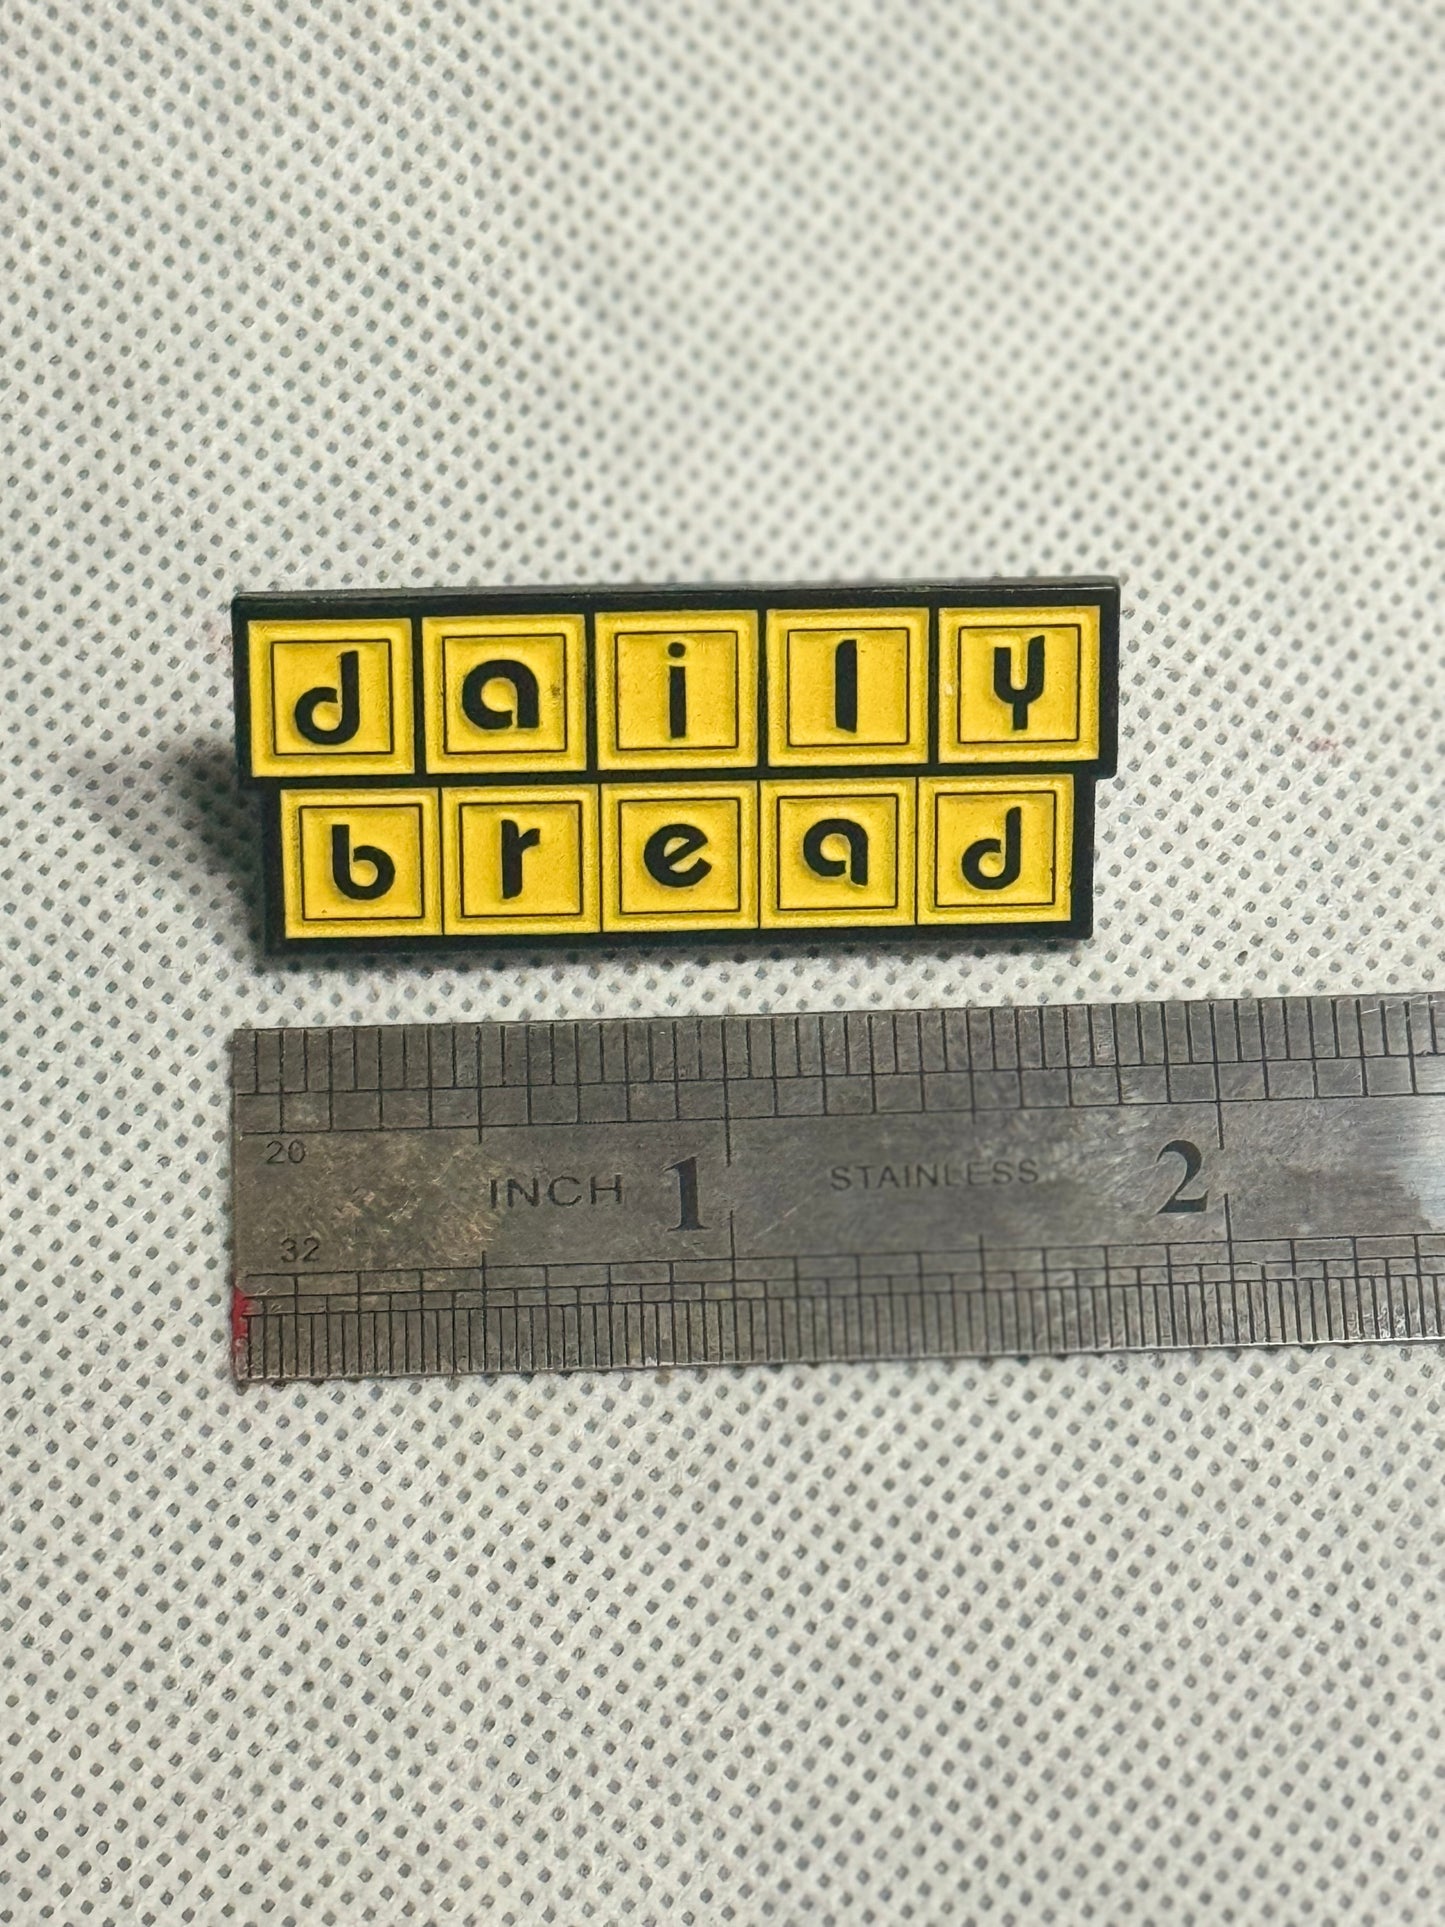 daily
bread
20
INCH 1 STAINLESS 2
32